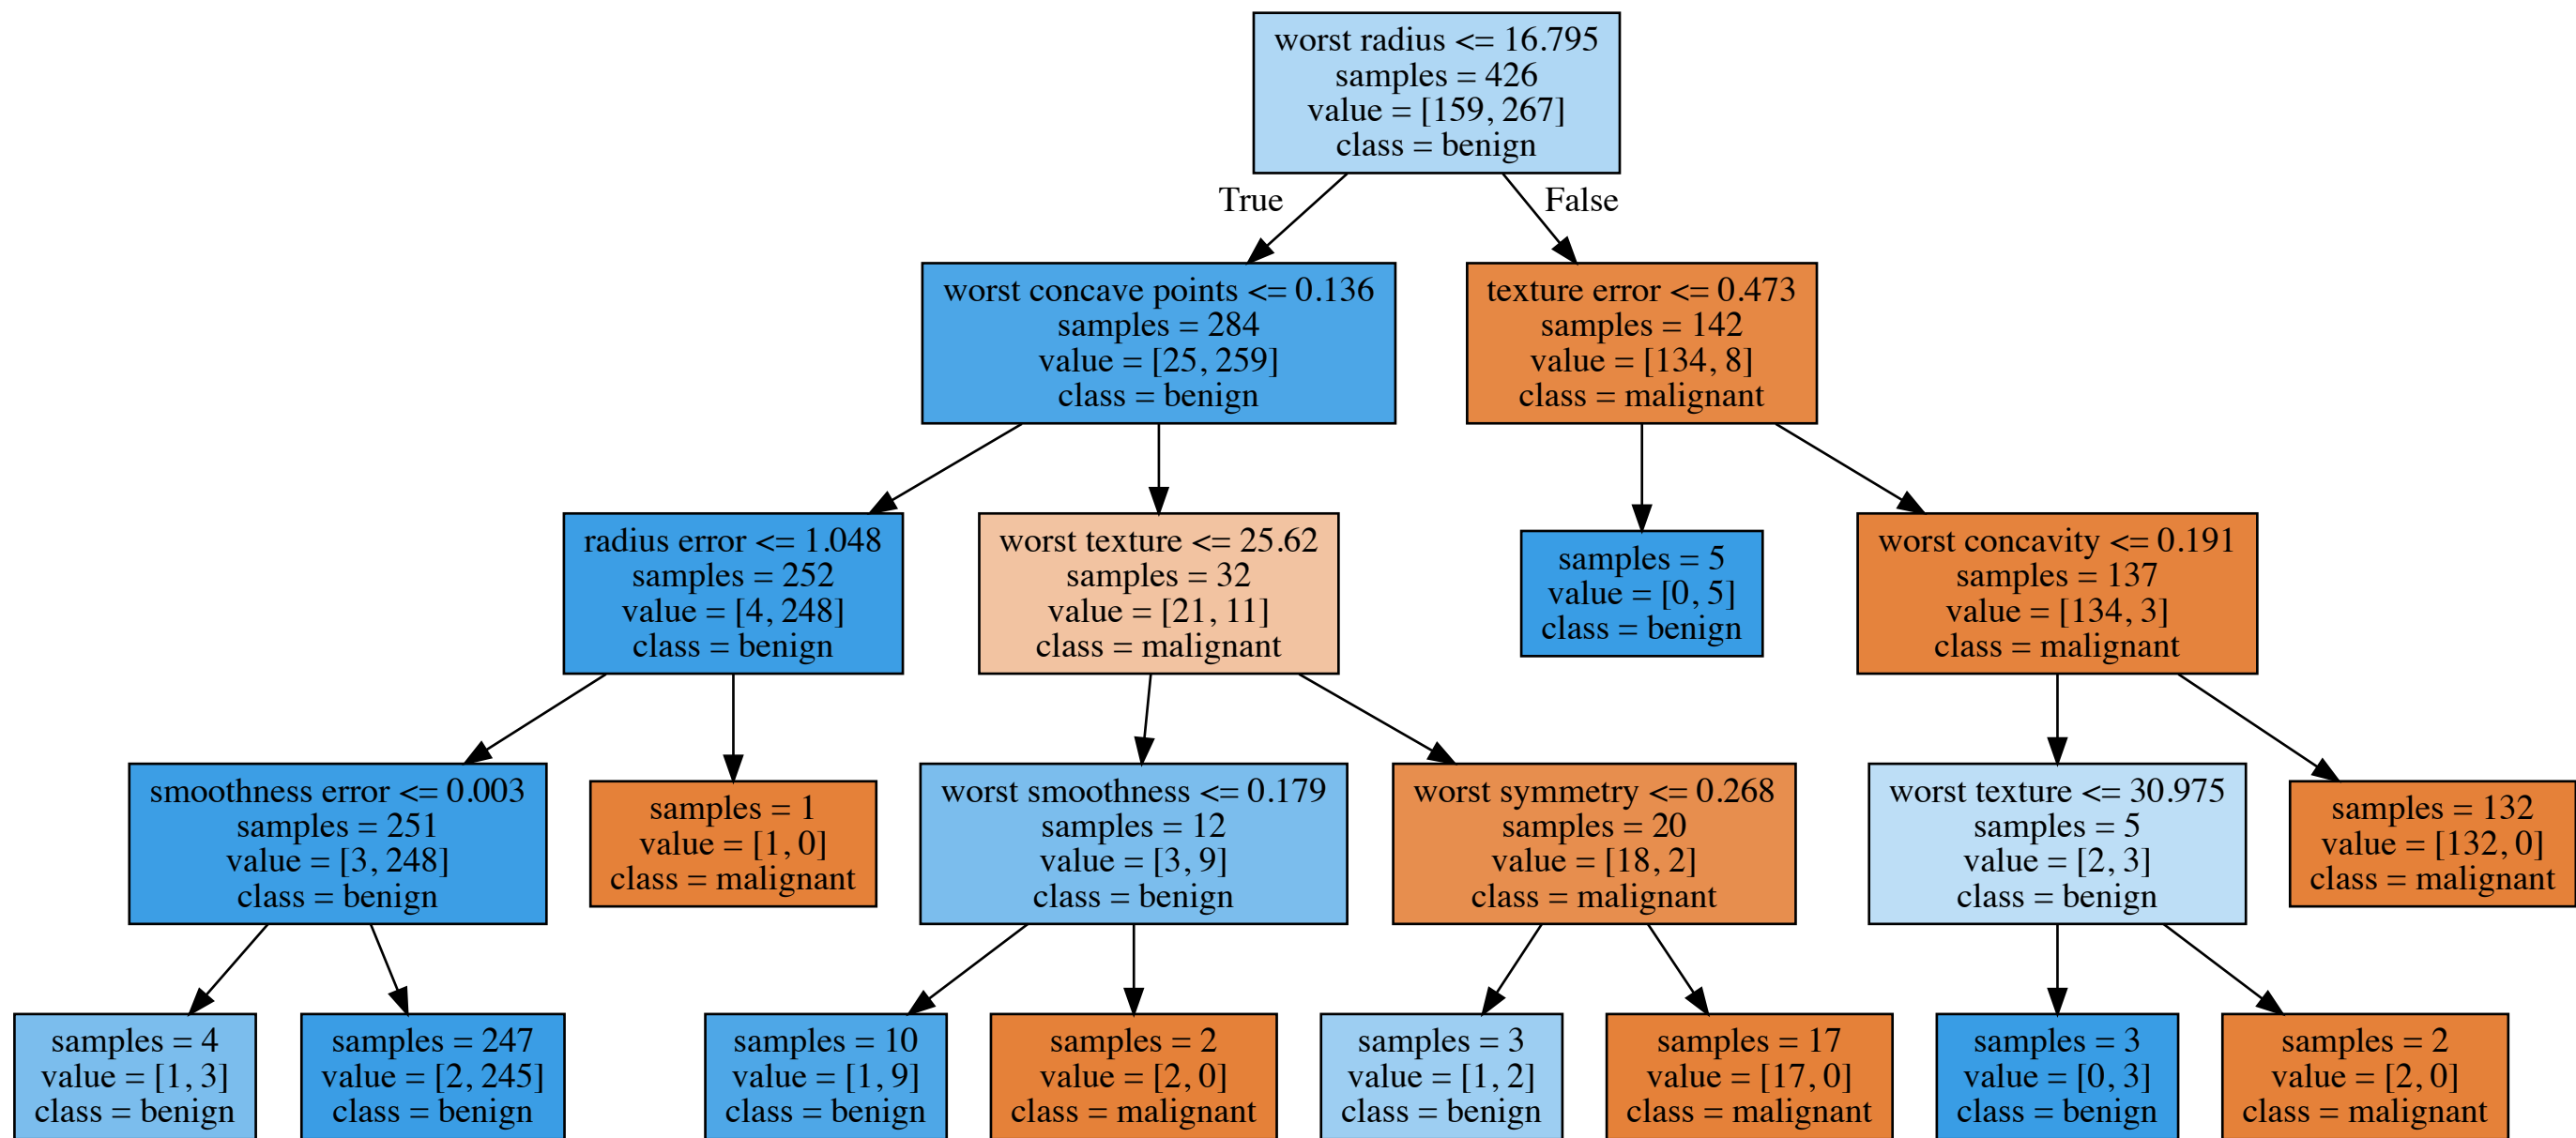 worst radius <= 16.795
samples = 426
value = [159, 267]
class = benign
True
False
worst concave points <= 0.136
samples = 284
value = [25, 259]
class = benign
texture error <= 0.473
samples = 142
value = [134, 8]
class = malignant
radius error <= 1.048
samples = 252
value = [4, 248]
class = benign
worst texture <= 25.62
samples = 32
value = [21, 11]
class = malignant
samples = 5
value = [0, 5]
class = benign
worst concavity <= 0.191
samples = 137
value = [134, 3]
class = malignant
smoothness error <= 0.003
samples = 251
value = [3, 248]
class = benign
samples = 1
value = [1, 0]
class = malignant
worst smoothness <= 0.179
samples = 12
value = [3, 9]
class = benign
worst symmetry <= 0.268
samples = 20
value = [18, 2]
class = malignant
worst texture <= 30.975
samples = 5
value = [2, 3]
class = benign
samples = 132
value = [132, 0]
class = malignant
samples = 4
value = [1, 3]
class = benign
samples = 247
value = [2, 245]
class = benign
samples = 10
value = [1, 9]
class = benign
samples = 2
value = [2, 0]
class = malignant
samples = 3
value = [1, 2]
class = benign
samples = 17
value = [17, 0]
class = malignant
samples = 3
value = [0, 3]
class = benign
samples = 2
value = [2, 0]
class = malignant